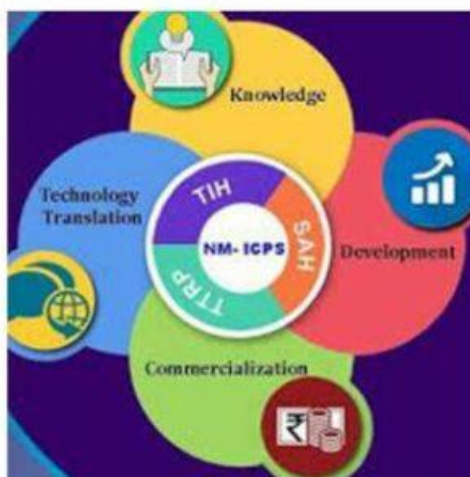 Knowledge
Technology
Translation
TIH
SAH
NM-ICPS
Development
TTRP
Commercialization
₹